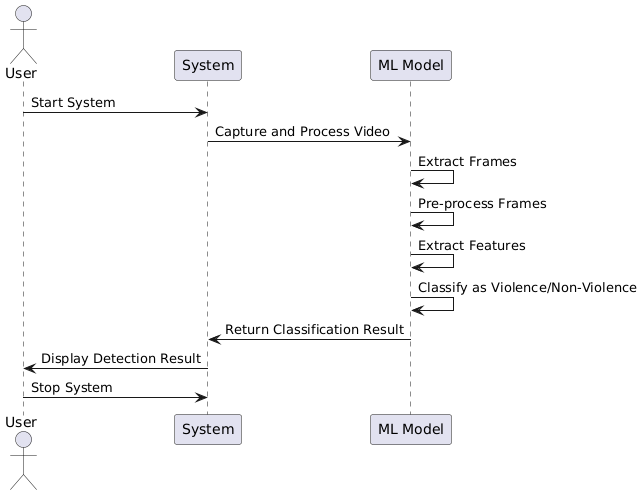 User
System
ML Model
Start System
Capture and Process Video
Extract Frames
Pre-process Frames
Extract Features
Classify as Violence/Non-Violence
Return Classification Result
Display Detection Result
Stop System
User
System
ML Model